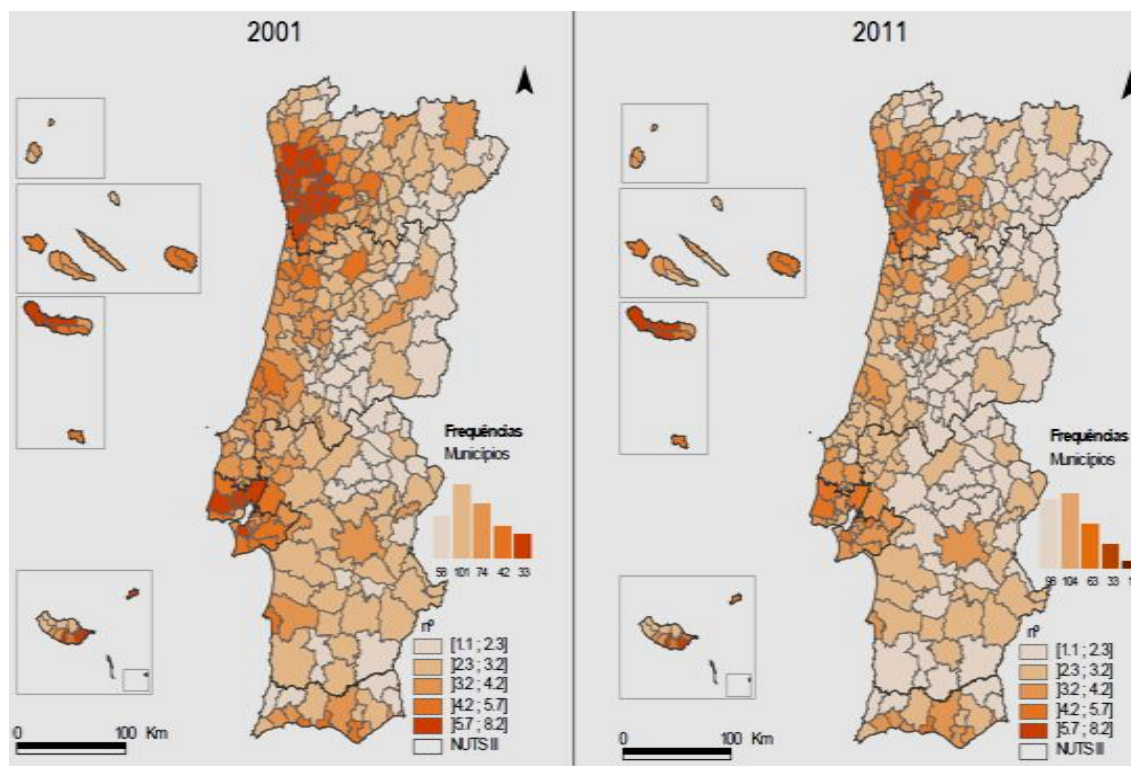 2001
Frequências
Municípios
58 101 74 42 33
nº
]1.1 ; 2.3]
]2.3 ; 3.2]
]3.2 ; 4.2]
]4.2 ; 5.7]
]5.7 ; 8.2]
NUTS II
0 100 Km
2011
Frequências
Municípios
98 104 63 33 1
nº
]1.1 ; 2.3]
]2.3 ; 3.2]
]3.2 ; 4.2]
]4.2 ; 5.7]
]5.7 ; 8.2]
NUTS II
0 100 Km